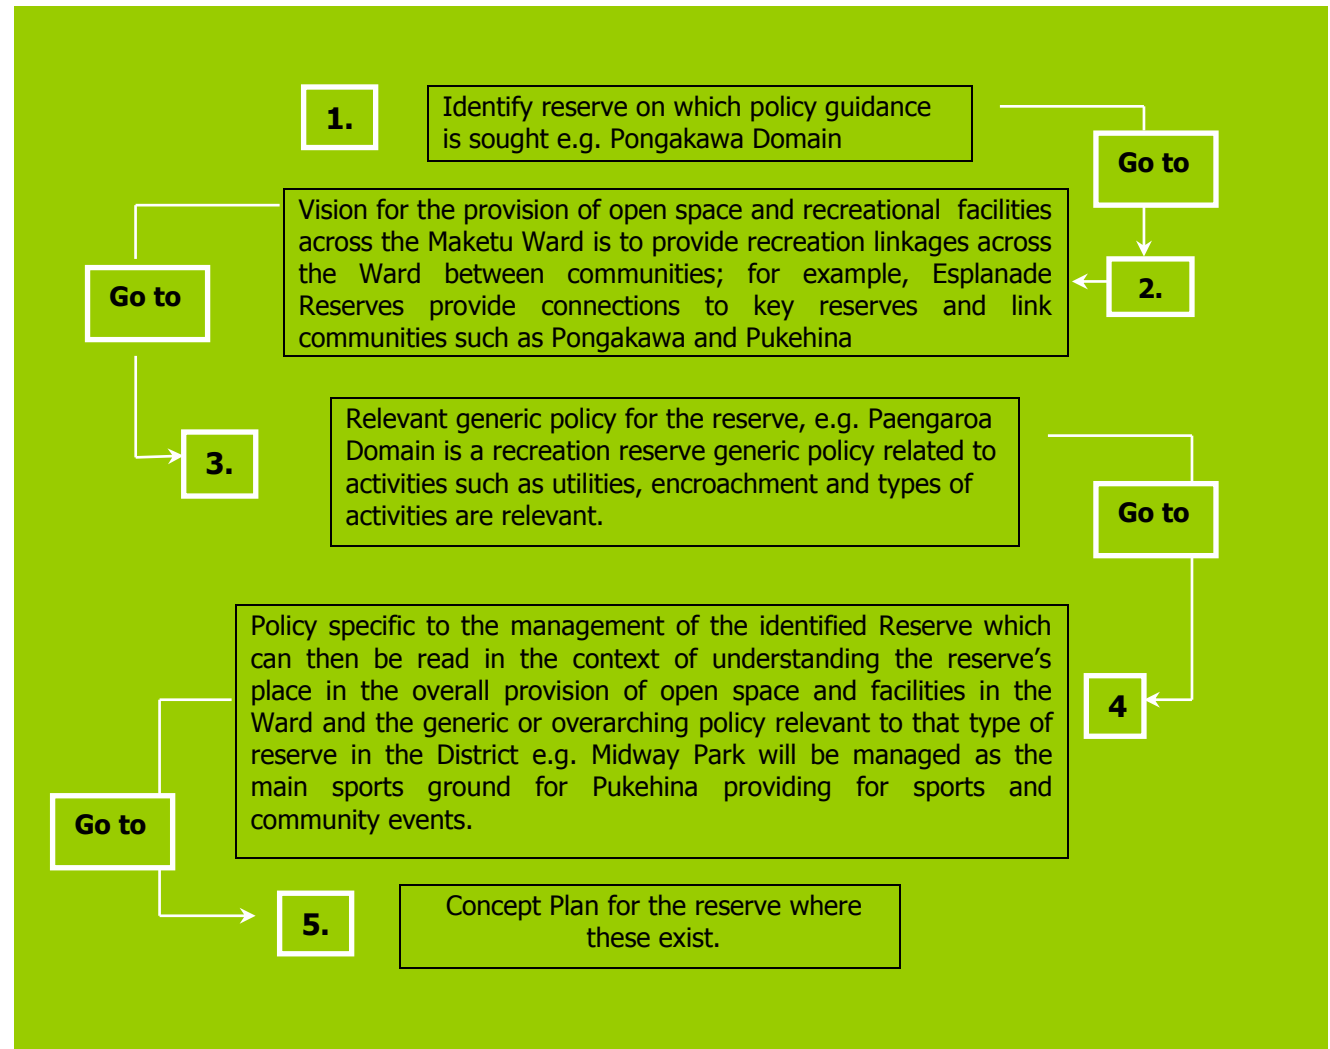 1.
Identify reserve on which policy guidance
is sought e.g. Pongakawa Domain
Go to
2.
Vision for the provision of open space and recreational facilities
across the Maketu Ward is to provide recreation linkages across
the Ward between communities; for example, Esplanade
Reserves provide connections to key reserves and link
communities such as Pongakawa and Pukehina
Go to
3.
Relevant generic policy for the reserve, e.g. Paengaroa
Domain is a recreation reserve generic policy related to
activities such as utilities, encroachment and types of
activities are relevant.
Go to
4
Policy specific to the management of the identified Reserve which
can then be read in the context of understanding the reserve’s
place in the overall provision of open space and facilities in the
Ward and the generic or overarching policy relevant to that type of
reserve in the District e.g. Midway Park will be managed as the
main sports ground for Pukehina providing for sports and
community events.
Go to
5.
Concept Plan for the reserve where
these exist.